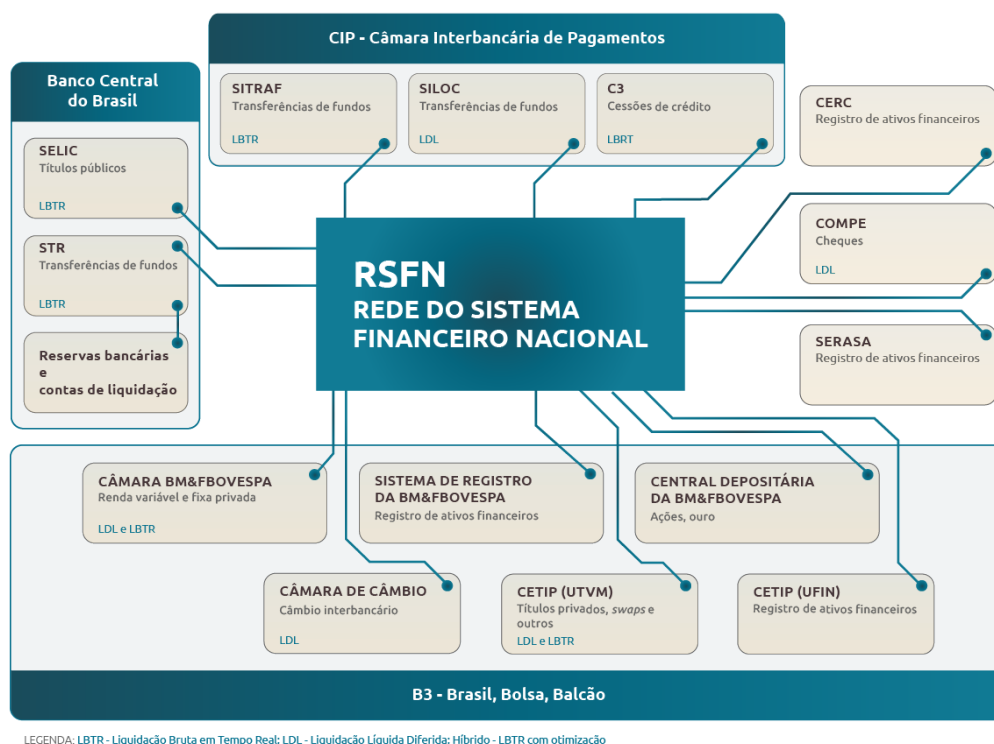 CIP - Câmara Interbancária de Pagamentos
Banco Central
do Brasil
SITRAF
Transferências de fundos
LBTR
SILOC
Transferências de fundos
LDL
C3
Cessões de crédito
LBRT
CERC
Registro de ativos financeiros
SELIC
Títulos públicos
LBTR
STR
Transferências de fundos
LBTR
Reservas bancárias
e
contas de liquidação
RSFN
REDE DO SISTEMA
FINANCEIRO NACIONAL
COMPE
Cheques
LDL
SERASA
Registro de ativos financeiros
CÂMARA BM&FBOVESPA
Renda variável e fixa privada
LDL e LBTR
SISTEMA DE REGISTRO
DA BM&FBOVESPA
Registro de ativos financeiros
CENTRAL DEPOSITÁRIA
DA BM&FBOVESPA
Ações, ouro
CÂMARA DE CÂMBIO
Câmbio interbancário
LDL
CETIP (UTVM)
Títulos privados, swaps e
outros
LDL e LBTR
CETIP (UFIN)
Registro de ativos financeiros
B3 - Brasil, Bolsa, Balcão
LEGENDA: LBTR - Liquidação Bruta em Tempo Real; LDL - Liquidação Líquida Diferida; Híbrido - LBTR com otimização